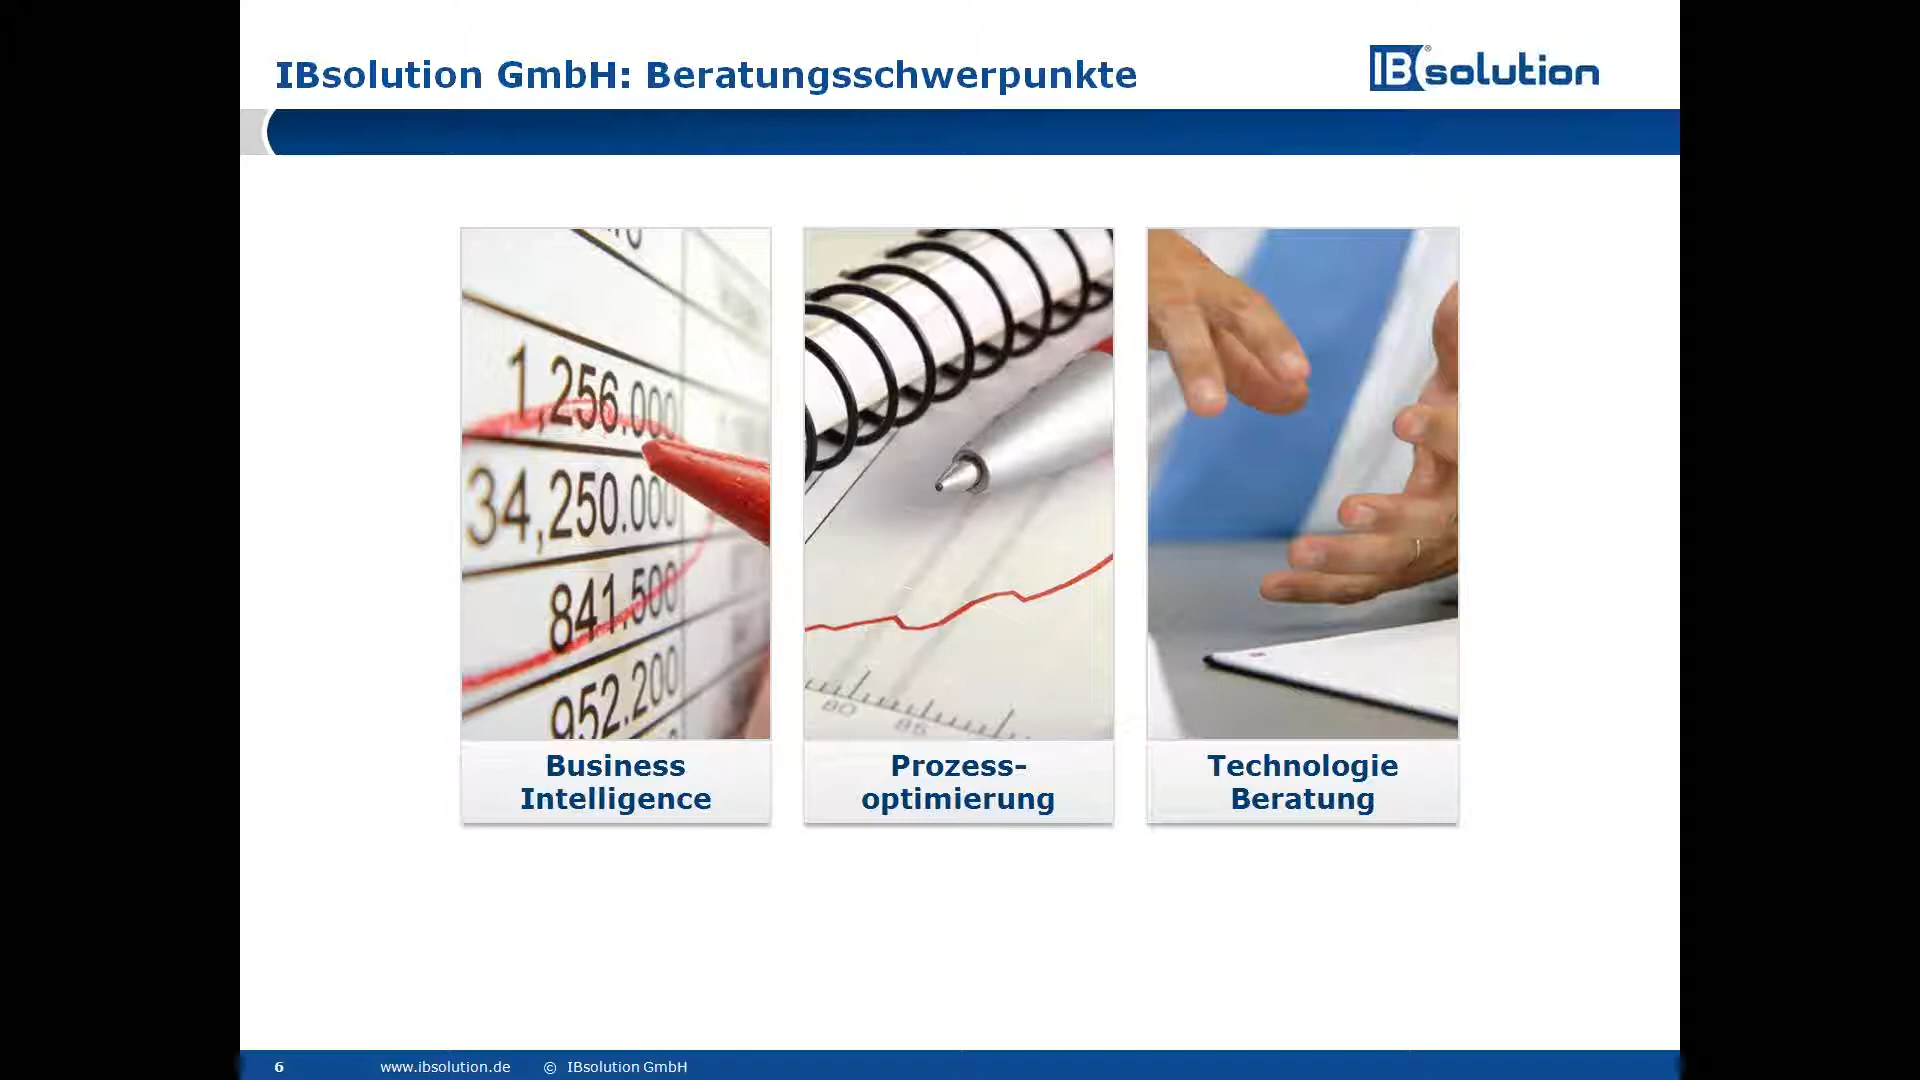 IBsolution GmbH: Beratungsschwerpunkte
IBsolution®
1,256.000
34,250.000
841.500
952.200
80
85
Business
Intelligence
Prozess-
optimierung
Technologie
Beratung
6 www.ibsolution.de © IBsolution GmbH